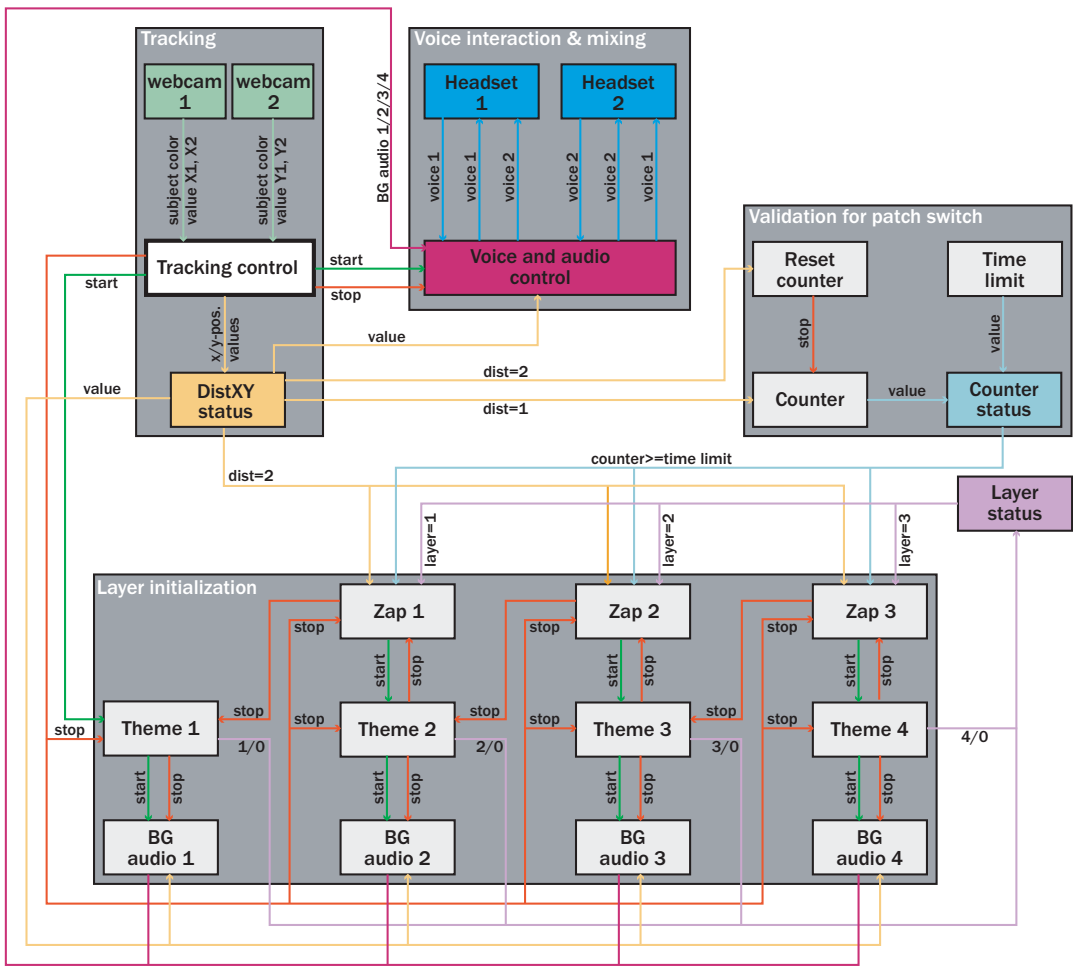 Tracking
Voice interaction & mixing
webcam
1
webcam
2
Headset
1
Headset
2
BG audio 1/2/3/4
subject color
value X1, X2
subject color
value Y1, Y2
voice 1
voice 1
voice 2
voice 2
voice 2
voice 1
Validation for patch switch
Tracking control
start
start
stop
Voice and audio
control
Reset
counter
Time
limit
x/y-pos.
values
value
stop
value
value
DistXY
status
dist=2
dist=1
Counter
value
Counter
status
counter>=time limit
dist=2
Layer
status
layer=1
layer=2
layer=3
Layer initialization
Zap 1
Zap 2
Zap 3
stop
stop
stop
start
stop
start
stop
start
stop
Theme 1
Theme 2
Theme 3
Theme 4
stop
stop
stop
stop
stop
stop
stop
1/0
2/0
3/0
4/0
start
stop
start
stop
start
stop
start
stop
BG
audio 1
BG
audio 2
BG
audio 3
BG
audio 4